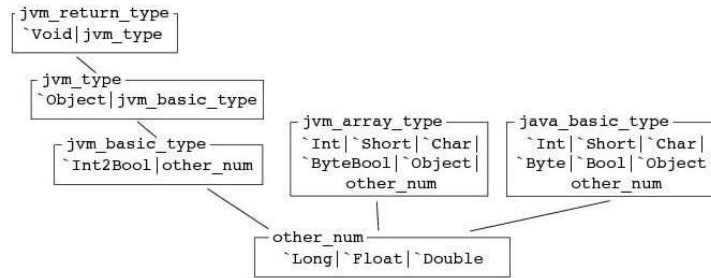 jvm_return_type
`Void|jvm_type
jvm_type
`Object|jvm_basic_type
jvm_basic_type
`Int2Bool|other_num
jvm_array_type
`Int|`Short|`Char|
`ByteBool|`Object|
other_num
java_basic_type
`Int|`Short|`Char|
`Byte|`Bool|`Object
other_num
other_num
`Long|`Float|`Double